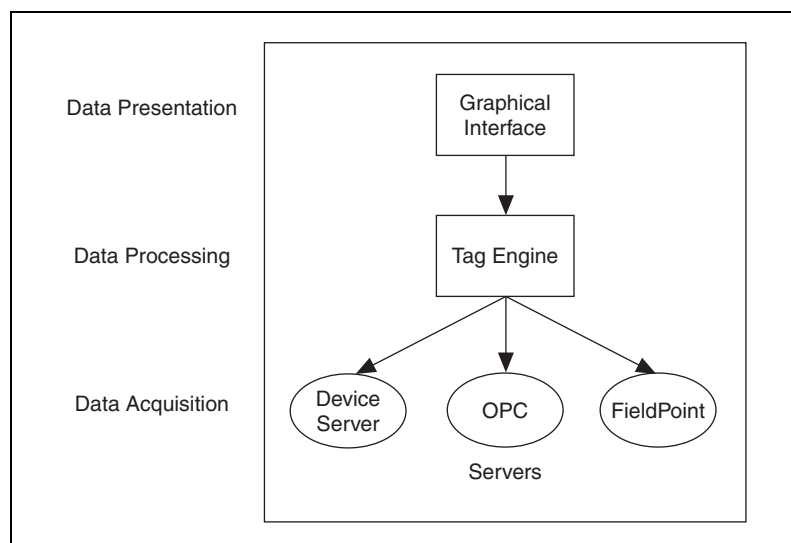 Data Presentation
Graphical
Interface
Data Processing
Tag Engine
Data Acquisition
Device
Server
OPC
FieldPoint
Servers